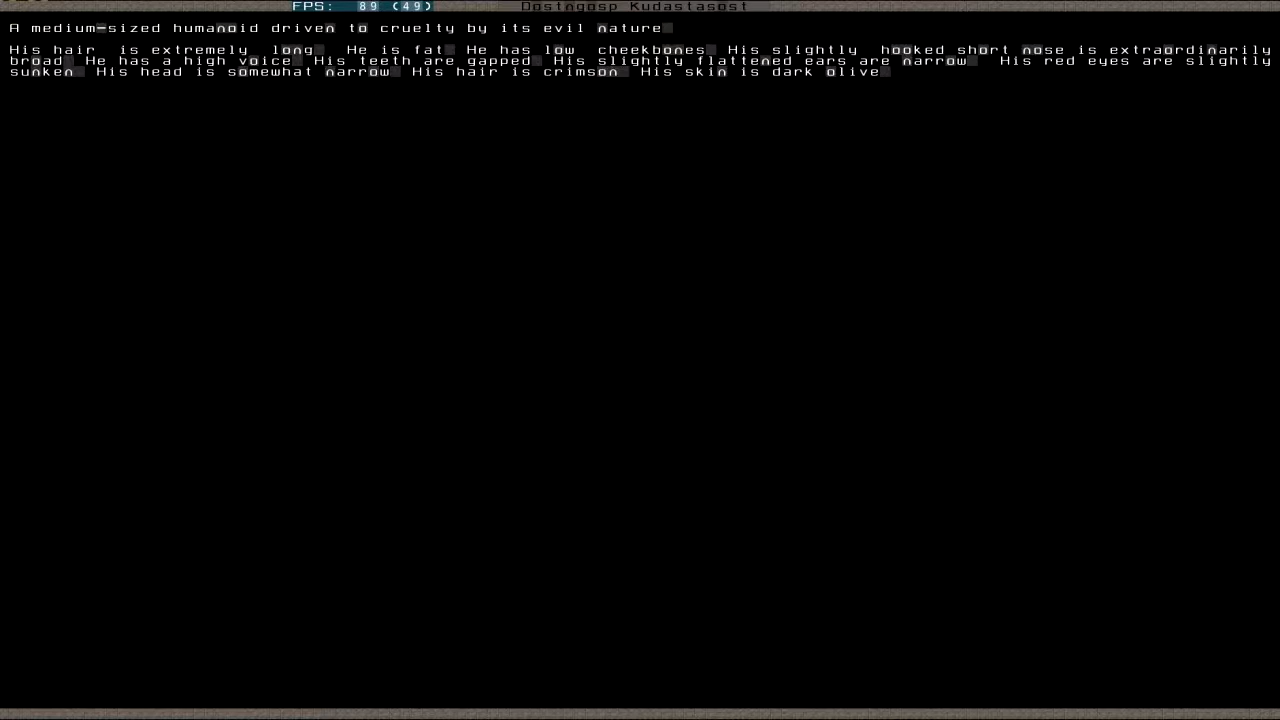 FPS: 89 (49) Dostngosp Kudastasost
A medium-sized humanoid driven to cruelty by its evil nature.
His hair is extremely long. He is fat. He has low cheekbones. His slightly hooked short nose is extraordinarily
broad. He has a high voice. His teeth are gapped. His slightly flattened ears are narrow. His red eyes are slightly
sunken. His head is somewhat narrow. His hair is crimson. His skin is dark olive.